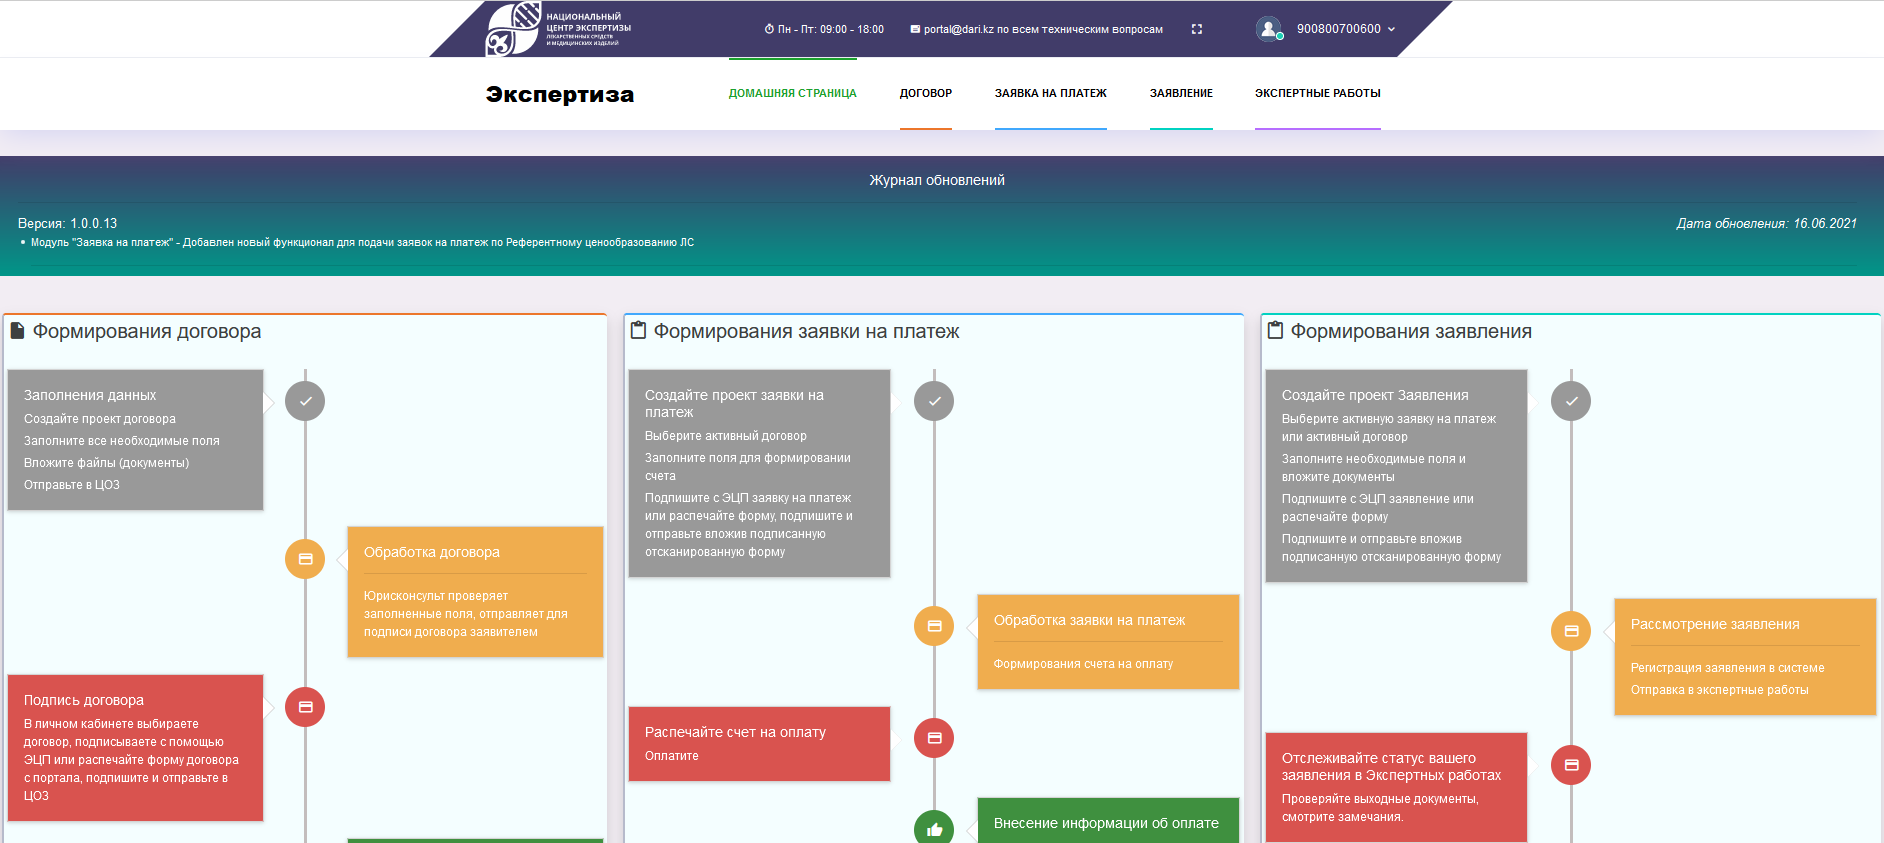 НАЦИОНАЛЬНЫЙ
ЦЕНТР ЭКСПЕРТИЗЫ
ЛЕКАРСТВЕННЫХ СРЕДСТВ
И МЕДИЦИНСКИХ ИЗДЕЛИЙ
Пн - Пт: 09:00 - 18:00
portal@dari.kz по всем техническим вопросам
900800700600
Экспертиза
ДОМАШНЯЯ СТРАНИЦА
ДОГОВОР
ЗАЯВКА НА ПЛАТЕЖ
ЗАЯВЛЕНИЕ
ЭКСПЕРТНЫЕ РАБОТЫ
Журнал обновлений
Версия: 1.0.0.13
Дата обновления: 16.06.2021
Модуль "Заявка на платеж" - Добавлен новый функционал для подачи заявок на платеж по Референтному ценообразованию ЛС
Формирования договора
Заполнения данных
Создайте проект договора
Заполните все необходимые поля
Вложите файлы (документы)
Отправьте в ЦОЗ
Обработка договора
Юрисконсульт проверяет
заполненные поля, отправляет для
подписи договора заявителем
Подпись договора
В личном кабинете выбираете
договор, подписываете с помощью
ЭЦП или распечайте форму договора
с портала, подпишите и отправьте в
ЦОЗ
Формирования заявки на платеж
Создайте проект заявки на
платеж
Выберите активный договор
Заполните поля для формировании
счета
Подпишите с ЭЦП заявку на платеж
или распечайте форму, подпишите и
отправьте вложив подписанную
отсканированную форму
Обработка заявки на платеж
Формирования счета на оплату
Распечайте счет на оплату
Оплатите
Внесение информации об оплате
Формирования заявления
Создайте проект Заявления
Выберите активную заявку на платеж
или активный договор
Заполните необходимые поля и
вложите документы
Подпишите с ЭЦП заявление или
распечайте форму
Подпишите и отправьте вложив
подписанную отсканированную форму
Рассмотрение заявления
Регистрация заявления в системе
Отправка в экспертные работы
Отслеживайте статус вашего
заявления в Экспертных работах
Проверяйте выходные документы,
смотрите замечания.